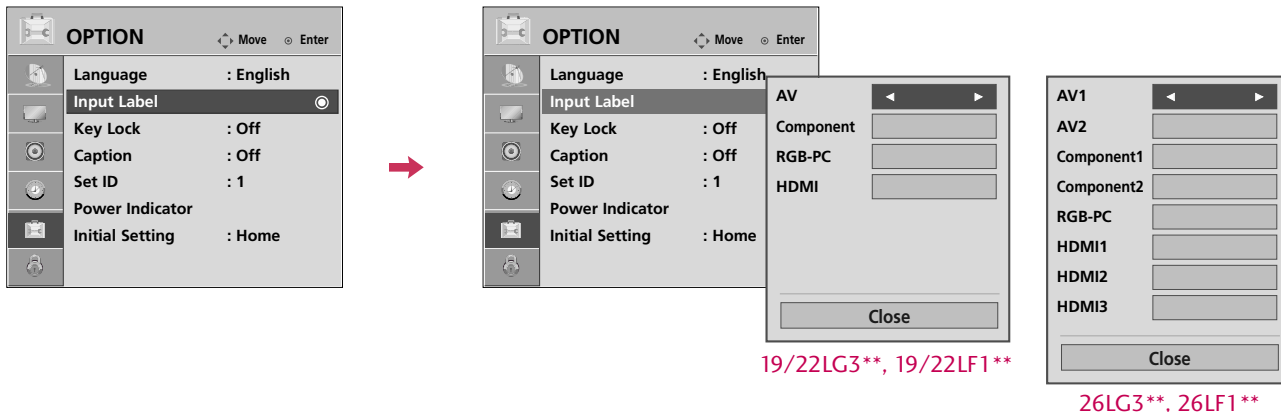 OPTION
Move Enter
Language : English
Input Label
Key Lock : Off
Caption : Off
Set ID : 1
Power Indicator
Initial Setting : Home
OPTION
Move Enter
Language : English
Input Label
Key Lock : Off
Caption : Off
Set ID : 1
Power Indicator
Initial Setting : Home
AV
Component
RGB-PC
HDMI
Close
19/22LG3**, 19/22LF1**
AV1
AV2
Component1
Component2
RGB-PC
HDMI1
HDMI2
HDMI3
Close
26LG3**, 26LF1**